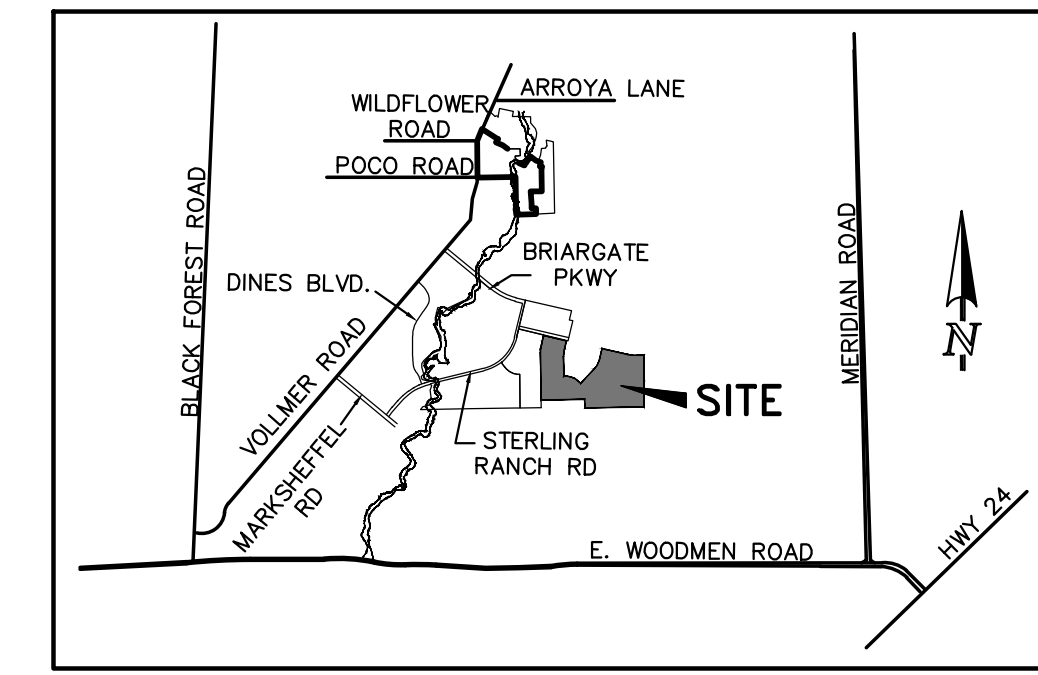 ARROYA LANE
WILDFLOWER
ROAD
POCO ROAD
BLACK FOREST ROAD
MERIDIAN ROAD
BRIARGATE
PKWY
DINES BLVD.
N
VOLLMER ROAD
SITE
MARKSHEFFEL
RD
STERLING
RANCH RD
HWY 24
E. WOODMEN ROAD